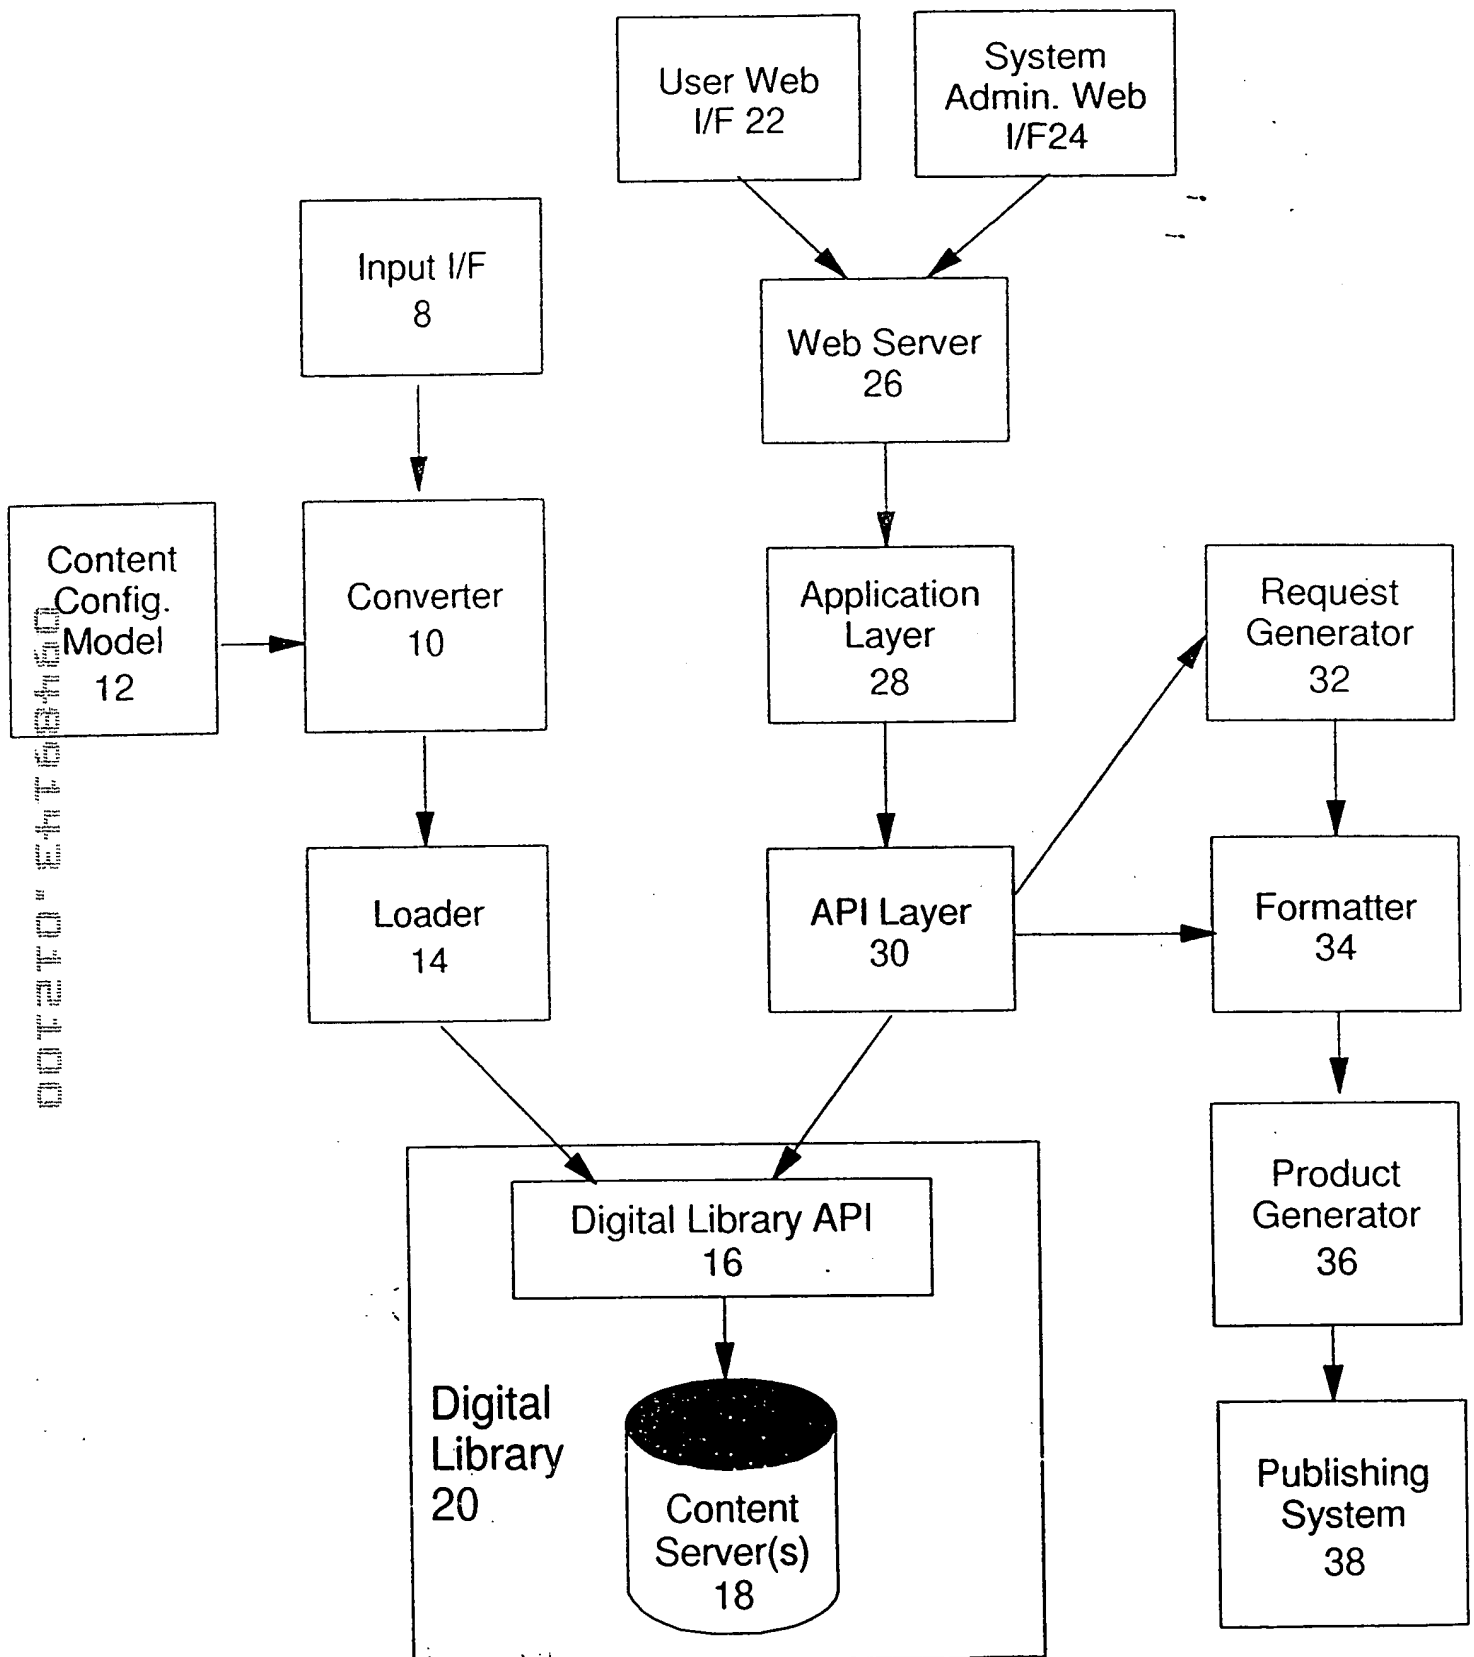 User Web
I/F 22
System
Admin. Web
I/F24
Input I/F
8
Web Server
26
Content
Config.
Model
12
Converter
10
Application
Layer
28
Request
Generator
32
Loader
14
API Layer
30
Formatter
34
Digital Library API
16
Product
Generator
36
Digital
Library
20
Content
Server(s)
18
Publishing
System
38